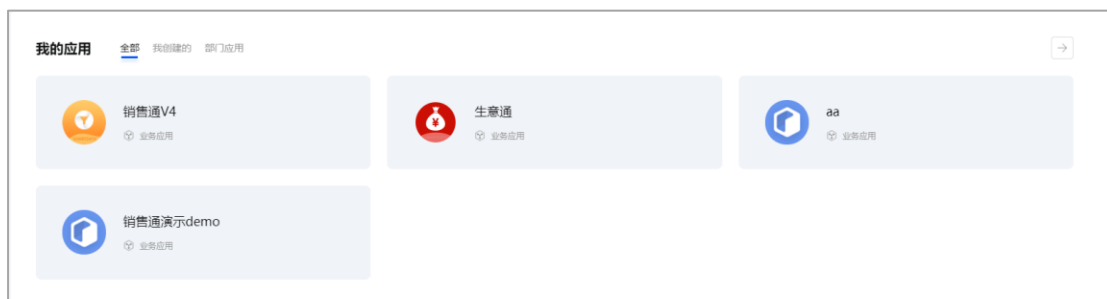 我的应用 全部 我创建的 部门应用
销售通V4 生意通 aa
业务应用 业务应用 业务应用
销售通演示demo
业务应用